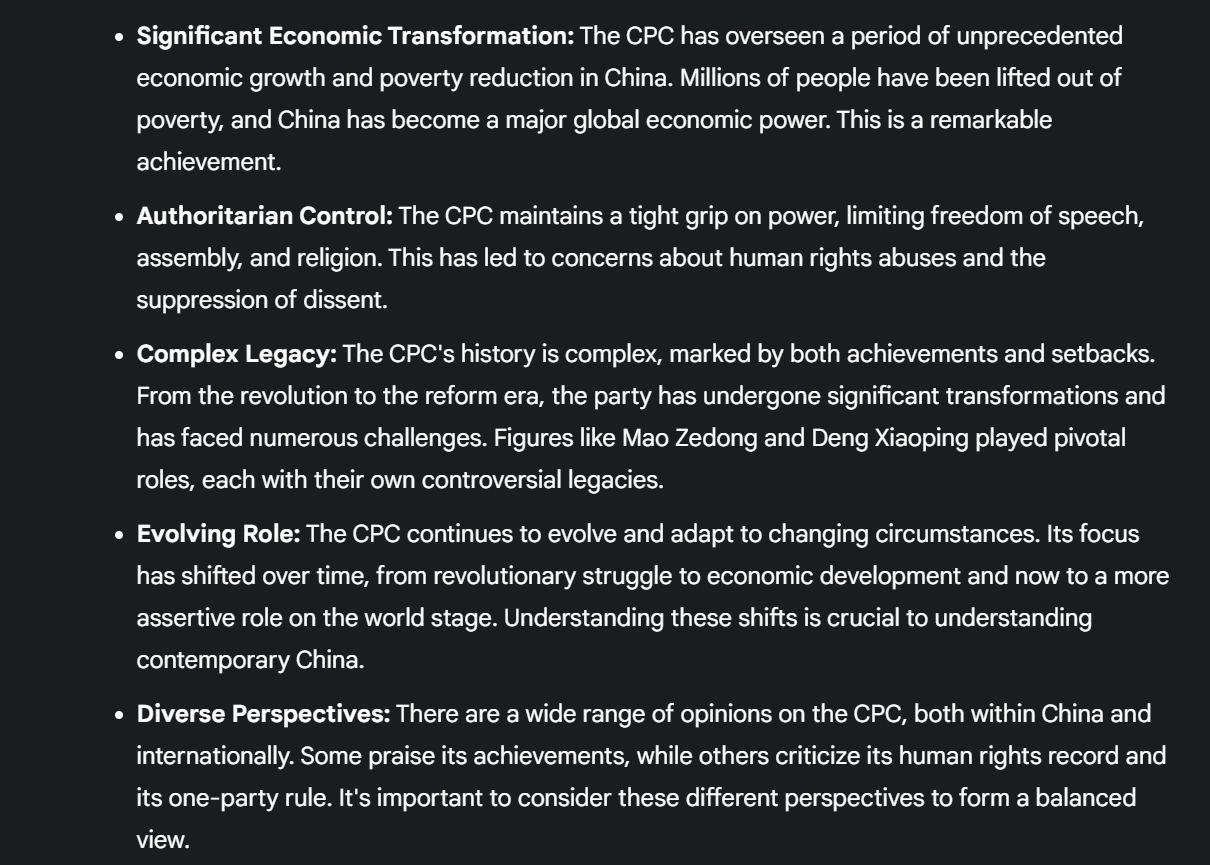 • Significant Economic Transformation: The CPC has overseen a period of unprecedented
economic growth and poverty reduction in China. Millions of people have been lifted out of
poverty, and China has become a major global economic power. This is a remarkable
achievement.
• Authoritarian Control: The CPC maintains a tight grip on power, limiting freedom of speech,
assembly, and religion. This has led to concerns about human rights abuses and the
suppression of dissent.
• Complex Legacy: The CPC's history is complex, marked by both achievements and setbacks.
From the revolution to the reform era, the party has undergone significant transformations and
has faced numerous challenges. Figures like Mao Zedong and Deng Xiaoping played pivotal
roles, each with their own controversial legacies.
• Evolving Role: The CPC continues to evolve and adapt to changing circumstances. Its focus
has shifted over time, from revolutionary struggle to economic development and now to a more
assertive role on the world stage. Understanding these shifts is crucial to understanding
contemporary China.
• Diverse Perspectives: There are a wide range of opinions on the CPC, both within China and
internationally. Some praise its achievements, while others criticize its human rights record and
its one-party rule. It's important to consider these different perspectives to form a balanced
view.